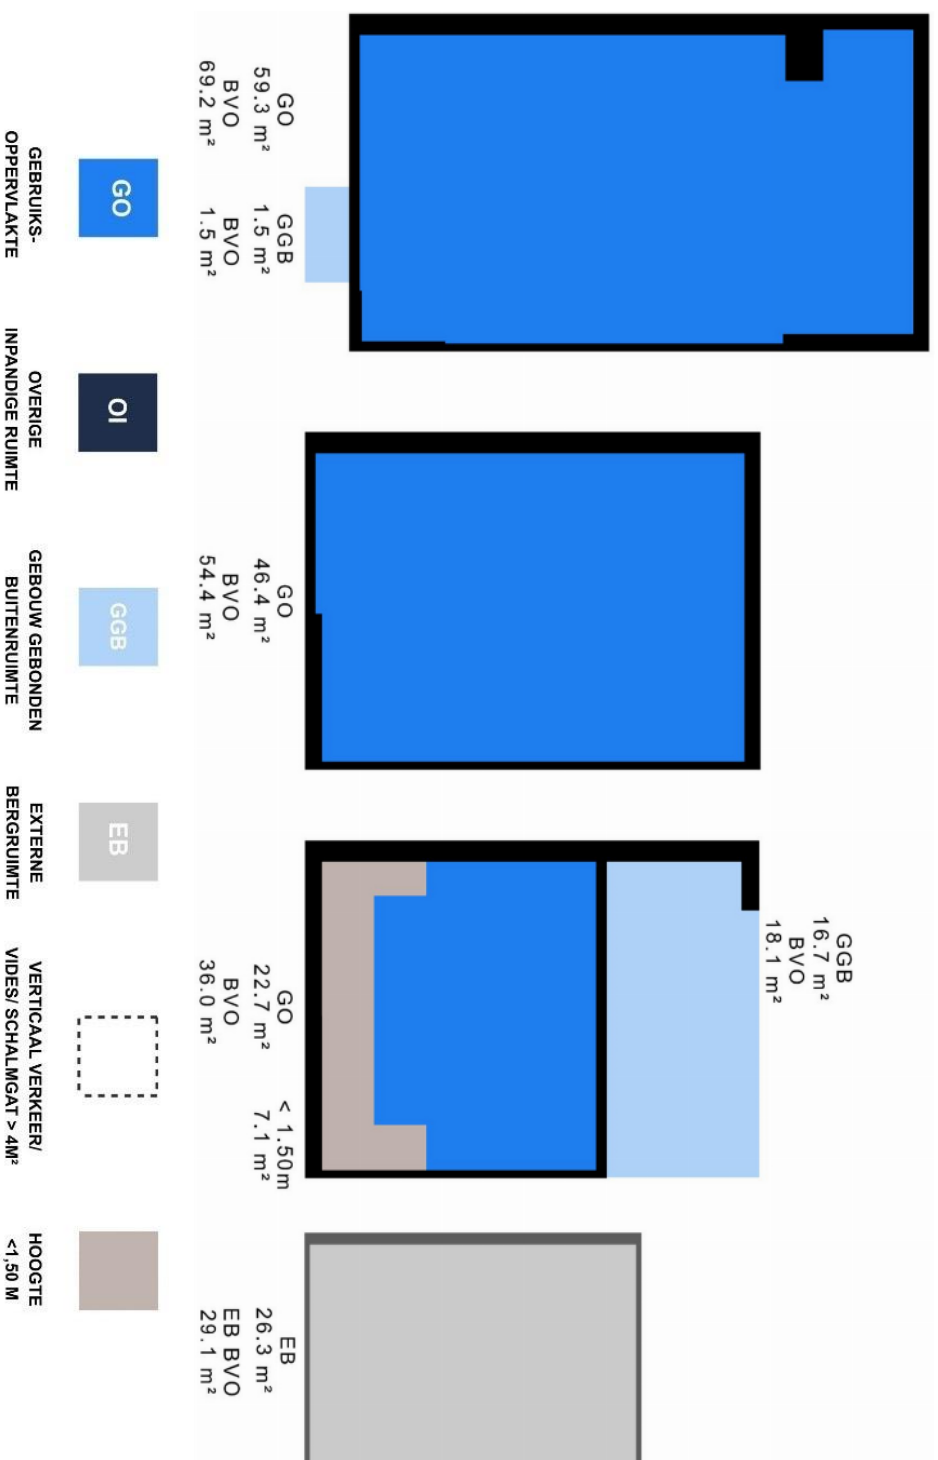 GO
59.3 m²
BVO
69.2 m²
GGB
1.5 m²
BVO
1.5 m²
GO
46.4 m²
BVO
54.4 m²
GGB
16.7 m²
BVO
18.1 m²
GO
22.7 m²
BVO
36.0 m²
< 1.50m
7.1 m²
EB
26.3 m²
EB BVO
29.1 m²
GO
GEBRUIKS-
OPPERVLAKTE
OI
OVERIGE
INPANDIGE RUIMTE
GGB
GEBOUW GEBONDEN
BUITENRUIMTE
EB
EXTERNE
BERGRUIMTE
VERTICAAL VERKEER/
VIDES/ SCHALMGAT > 4M²
HOOGTE
<1,50 M